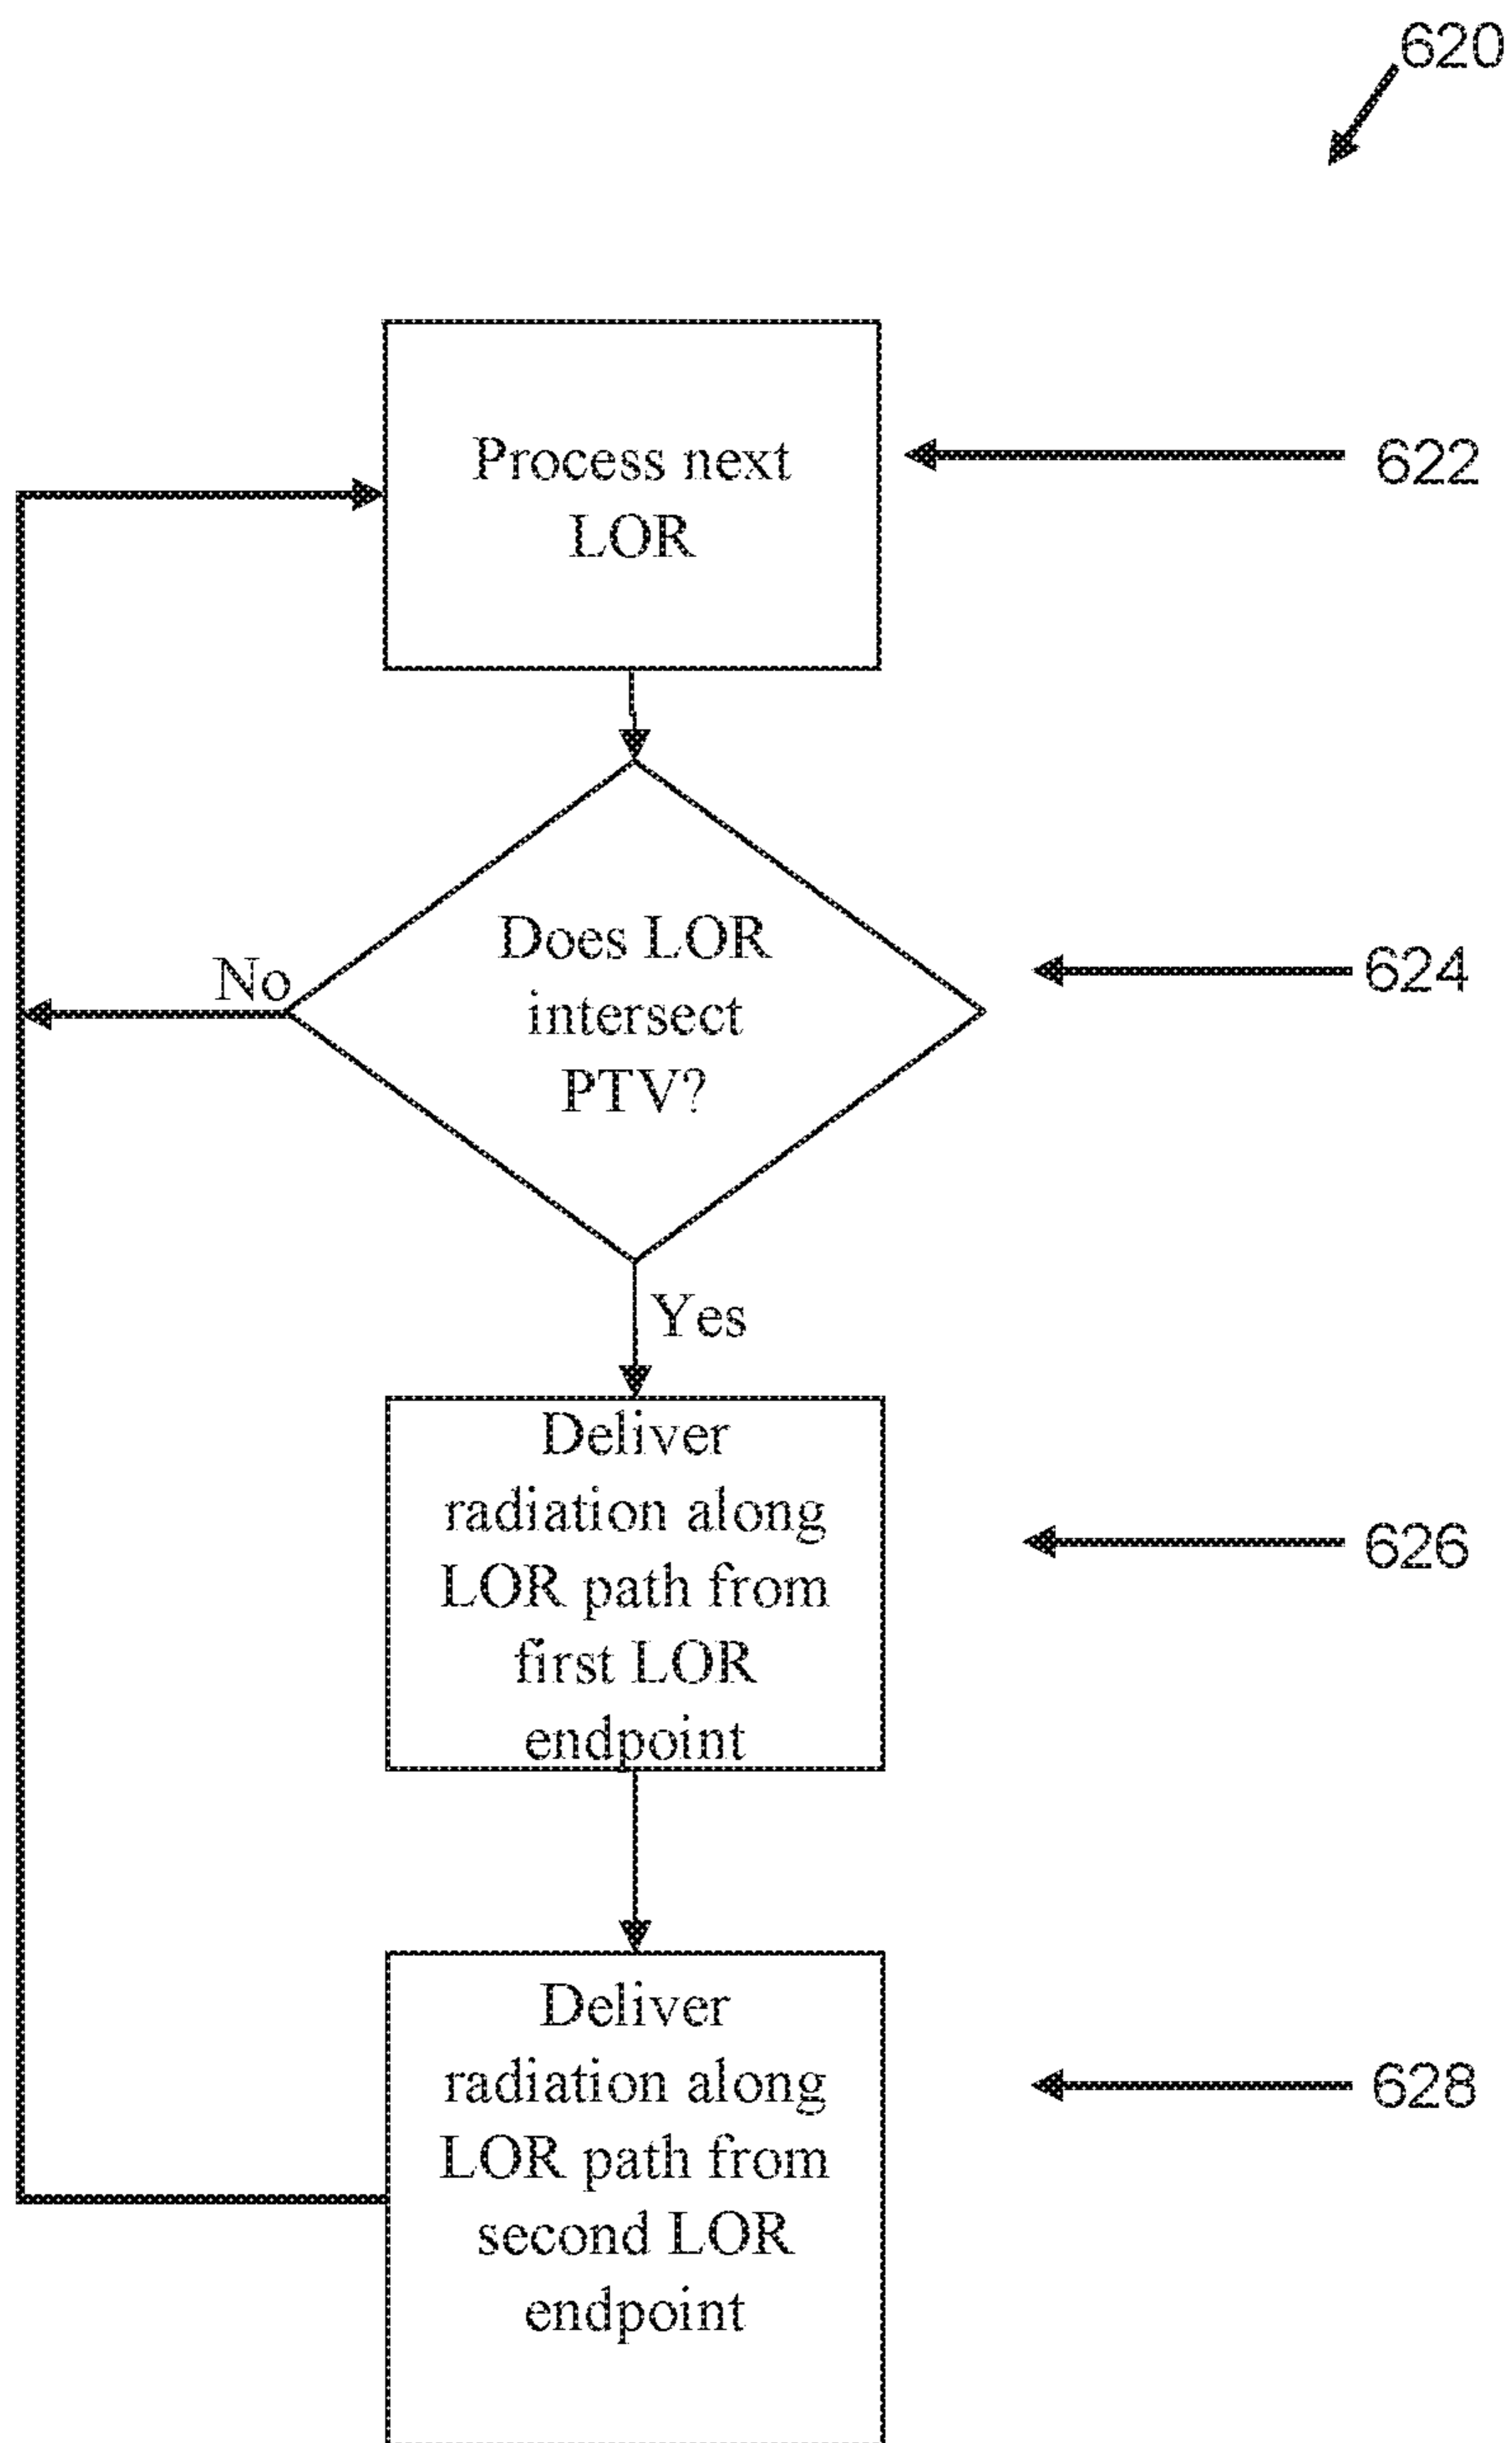 620
Process next
LOR
622
Does LOR
intersect
PTV?
624
No
Yes
Deliver
radiation along
LOR path from
first LOR
endpoint
626
Deliver
radiation along
LOR path from
second LOR
endpoint
628